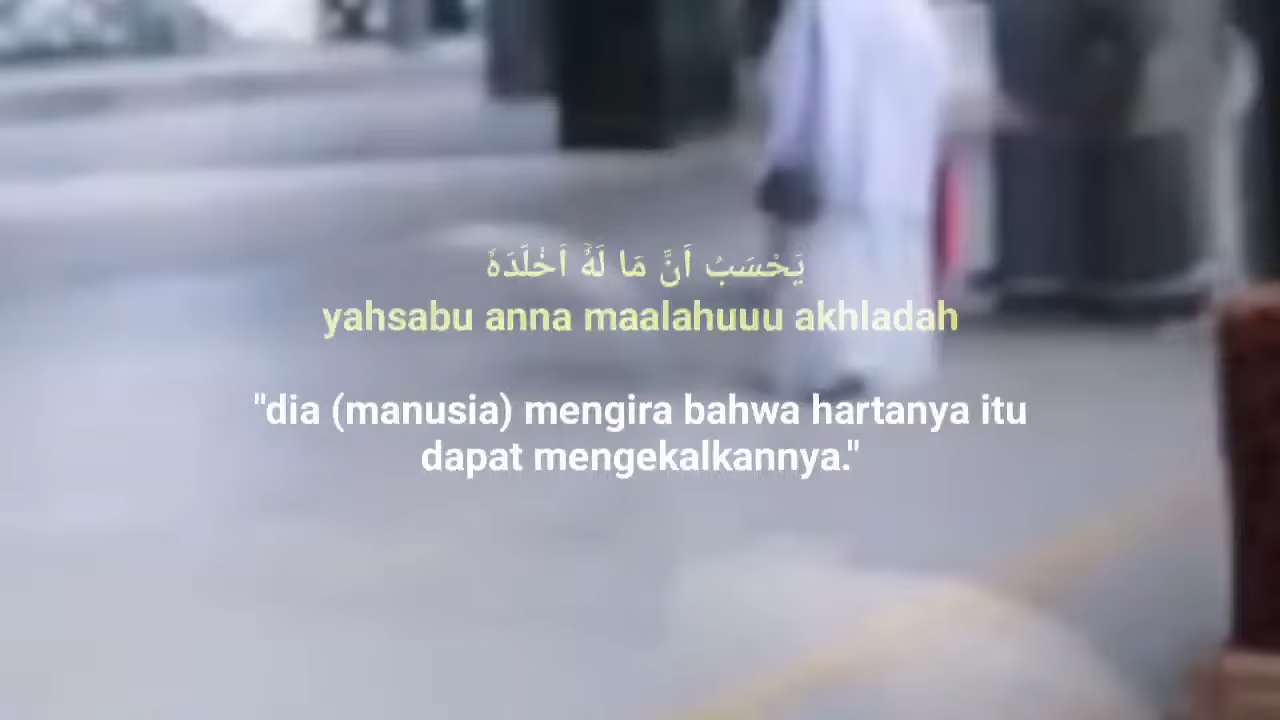 يَحْسَبُ اَنَّ مَا لَهٗۤ اَخْلَدَهٗ
yahsabu anna maalahuuu akhladah
"dia (manusia) mengira bahwa hartanya itu
dapat mengekalkannya."